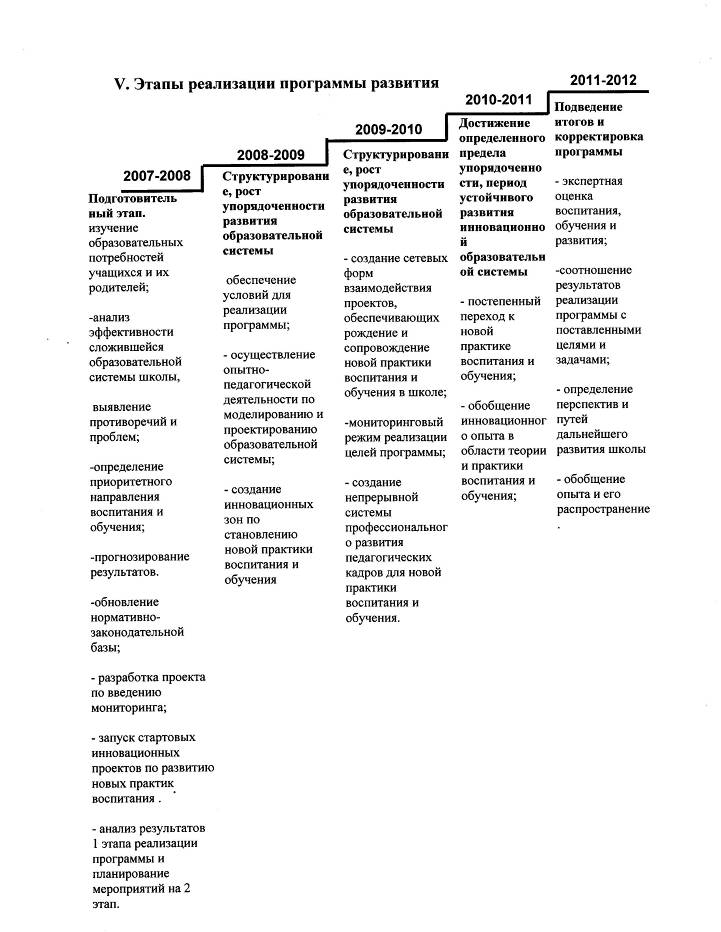 V. Этапы реализации программы развития
2007-2008
Подготовитель
ный этап.
изучение
образовательных
потребностей
учащихся и их
родителей;
-анализ
эффективности
сложившейся
образовательной
системы школы,
выявление
противоречий и
проблем;
-определение
приоритетного
направления
воспитания и
обучения;
-прогнозирование
результатов.
-обновление
нормативно-
законодательной
базы;
- разработка проекта
по введению
мониторинга;
- запуск стартовых
инновационных
проектов по развитию
новых практик
воспитания .
- анализ результатов
1 этапа реализации
программы и
планирование
мероприятий на 2
этап.
2008-2009
Структурировани
е, рост
упорядоченности
развития
образовательной
системы
обеспечение
условий для
реализации
программы;
- осуществление
опытно-
педагогической
деятельности по
моделированию и
проектированию
образовательной
системы;
- создание
инновационных
зон по
становлению
новой практики
воспитания и
обучения
2009-2010
Структурировани
е, рост
упорядоченности
развития
образовательной
системы
- создание сетевых
форм
взаимодействия
проектов,
обеспечивающих
рождение и
сопровождение
новой практики
воспитания и
обучения в школе;
-мониторинговый
режим реализации
целей программы;
- создание
непрерывной
системы
профессиональног
о развития
педагогических
кадров для новой
практики
воспитания и
обучения.
2010-2011
Достижение
определенного
предела
упорядоченно
сти, период
устойчивого
развития
инновационно
й
образовательн
ой системы
- постепенный
переход к
новой
практике
воспитания и
обучения;
- обобщение
инновационног
о опыта в
области теории
и практики
воспитания и
обучения;
2011-2012
Подведение
итогов и
корректировка
программы
- экспертная
оценка
воспитания,
обучения и
развития;
-соотношение
результатов
реализации
программы с
поставленными
целями и
задачами;
- определение
перспектив и
путей
дальнейшего
развития школы
- обобщение
опыта и его
распространение
.